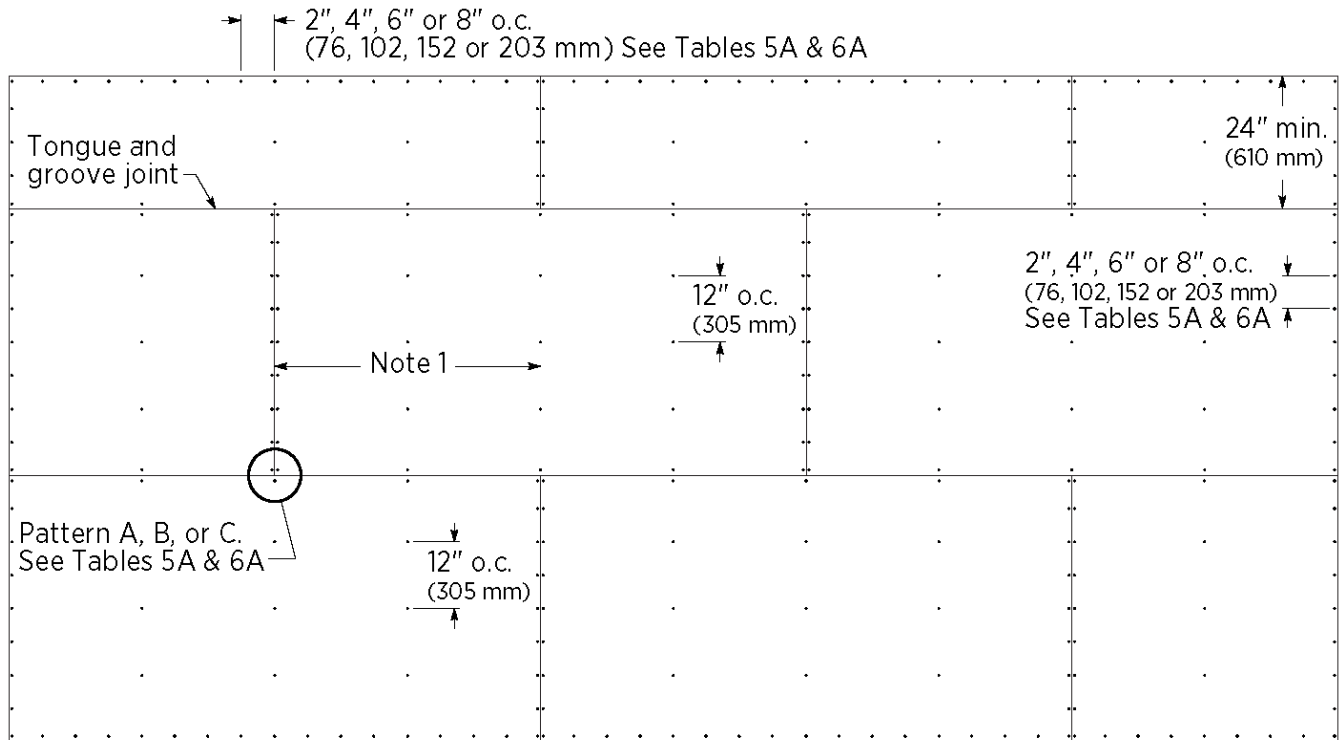 2", 4", 6" or 8" o.c.
(76, 102, 152 or 203 mm) See Tables 5A & 6A
24" min.
(610 mm)
Tongue and
groove joint
2", 4", 6" or 8" o.c.
(76, 102, 152 or 203 mm)
See Tables 5A & 6A
12" o.c.
(305 mm)
Note 1
Pattern A, B, or C.
See Tables 5A & 6A
12" o.c.
(305 mm)